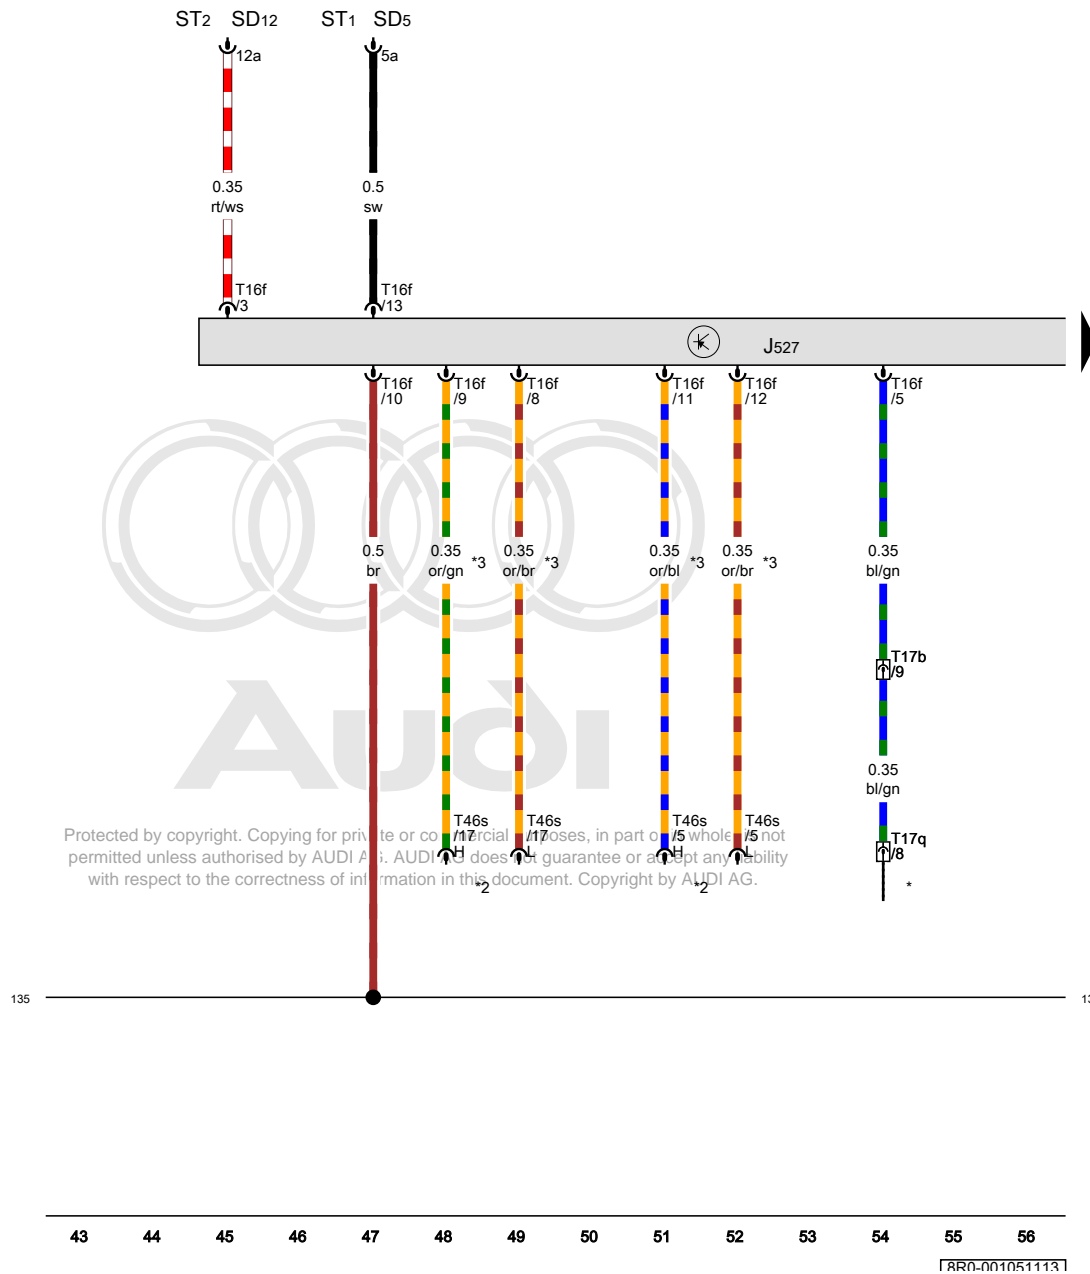 ST2 SD12 ST1 SD5
12a 5a
0.35 0.5
rt/ws sw
T16f T16f
/3 /13
J527
T16f T16f T16f T16f T16f T16f
/10 /9 /8 /11 /12 /5
0.5 0.35 0.35 0.35 0.35 0.35
br or/gn *3 or/br *3 or/bl *3 or/br *3 bl/gn
T17b
/9
Audi
0.35
bl/gn
T46s T46s T46s T46s T17q
/17 /17 /5 /5 /8
H L H L
*2 *2 *
Protected by copyright. Copying for private or commercial purposes, in part or in whole, is not
permitted unless authorised by AUDI AG. AUDI AG does not guarantee or accept any liability
with respect to the correctness of information in this document. Copyright by AUDI AG.
135
43 44 45 46 47 48 49 50 51 52 53 54 55 56
8R0-001051113